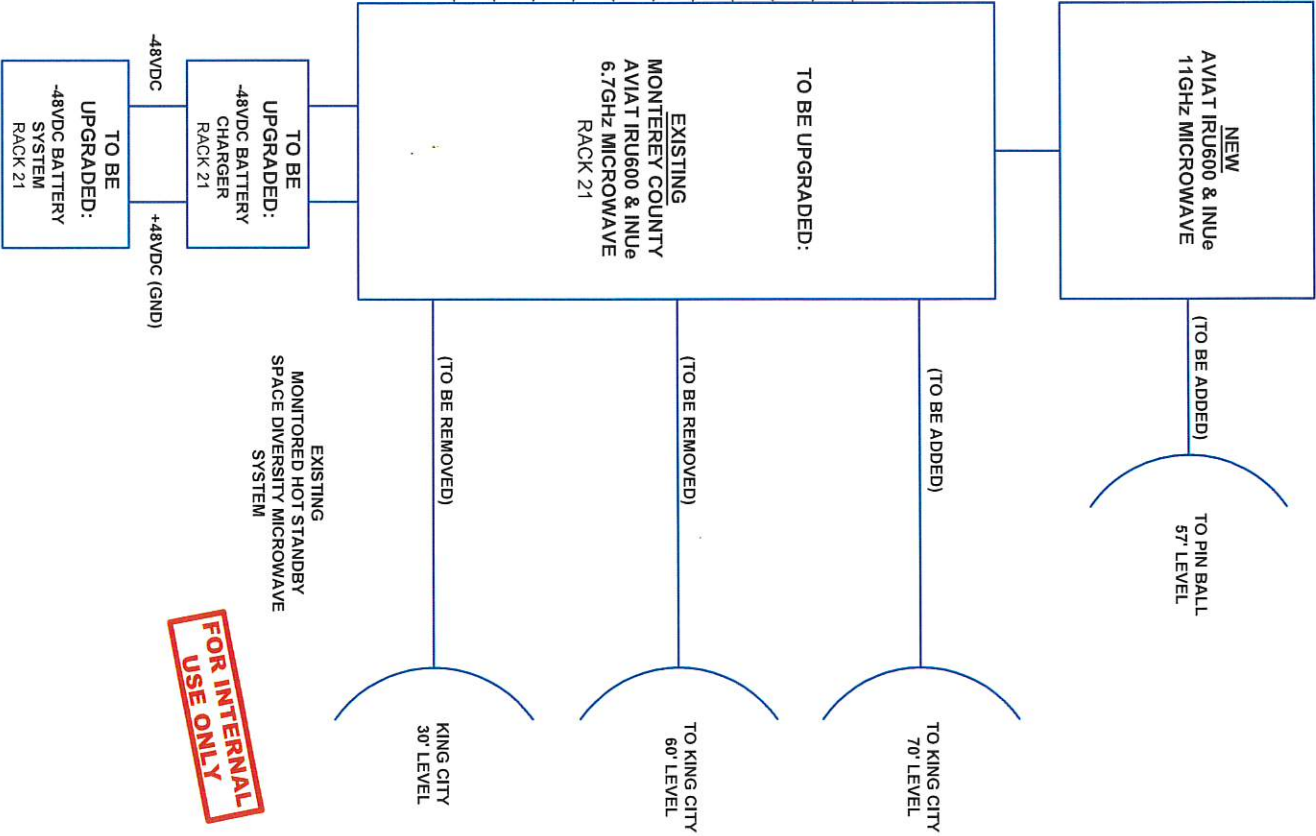 NEW
AVIAT IRU600 & INUe
11GHz MICROWAVE
(TO BE ADDED)
TO PIN BALL
57' LEVEL
TO BE UPGRADED:
EXISTING
MONTEREY COUNTY
AVIAT IRU600 & INUe
6.7GHz MICROWAVE
RACK 21
(TO BE ADDED)
TO KING CITY
70' LEVEL
(TO BE REMOVED)
TO KING CITY
60' LEVEL
(TO BE REMOVED)
KING CITY
30' LEVEL
EXISTING
MONITORED HOT STANDBY
SPACE DIVERSITY MICROWAVE
SYSTEM
TO BE
UPGRADED:
-48VDC BATTERY
CHARGER
RACK 21
-48VDC
+48VDC (GND)
TO BE
UPGRADED:
-48VDC BATTERY
SYSTEM
RACK 21
FOR INTERNAL
USE ONLY